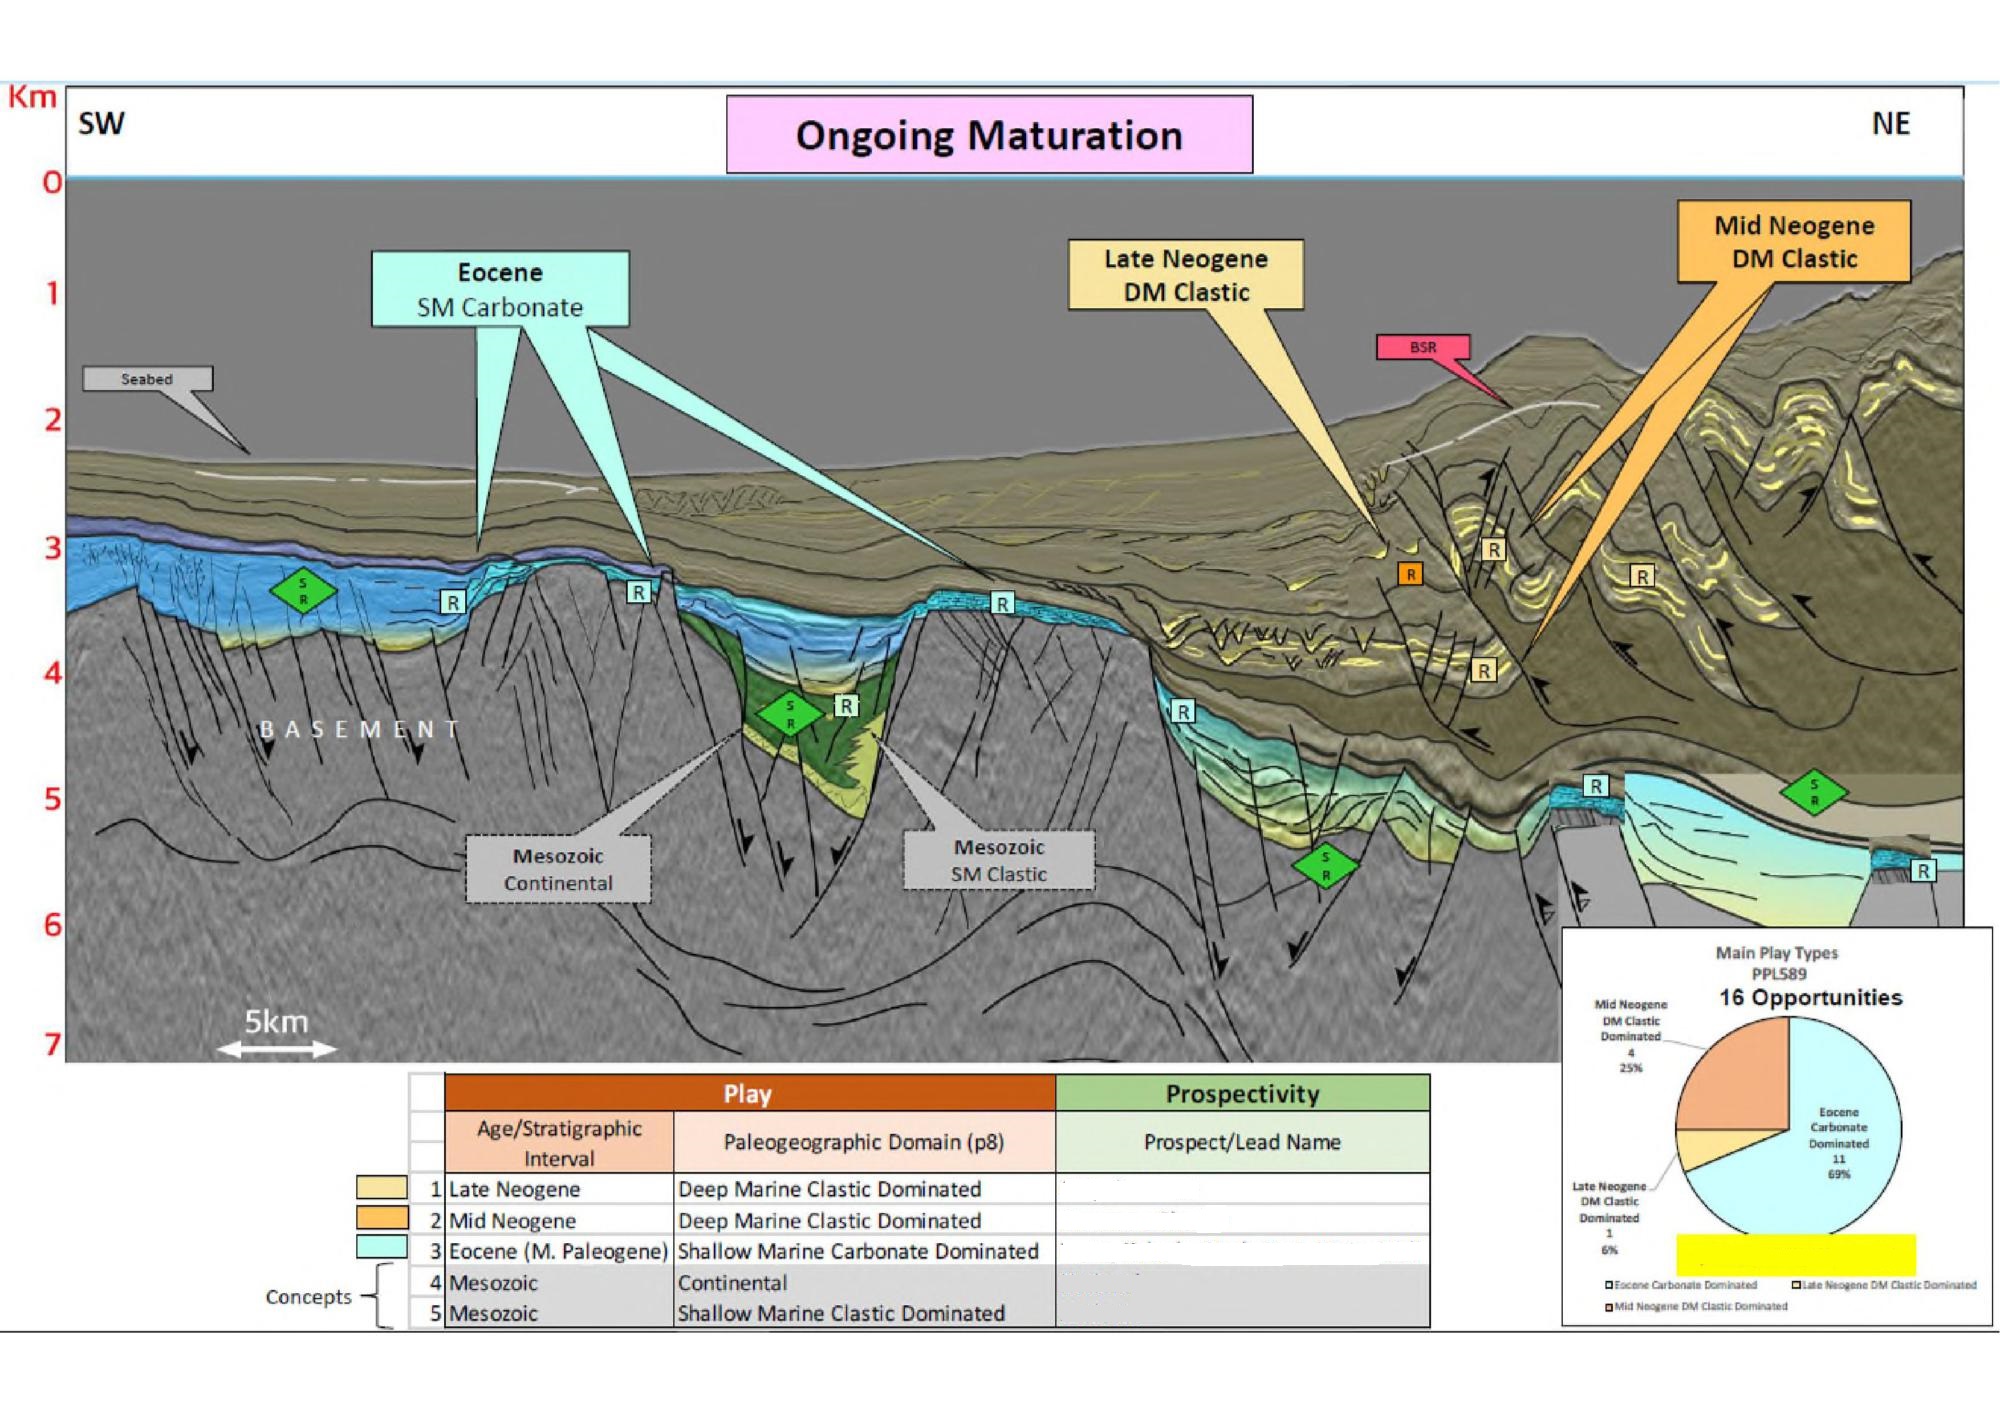 Km
SW
Ongoing Maturation
NE
0
1
2
3
4
5
6
7
Eocene
SM Carbonate
Late Neogene
DM Clastic
Mid Neogene
DM Clastic
BSR
Seabed
S
R
R
R
R
R
R
R
R
R
S
R
R
R
R
S
R
S
R
R
BASEMENT
Mesozoic
Continental
Mesozoic
SM Clastic
5km
Main Play Types
PPL589
16 Opportunities
Mid Neogene
DM Clastic
Dominated
4
25%
Eocene
Carbonate
Dominated
11
69%
Late Neogene
DM Clastic
Dominated
1
6%
Eocene Carbonate Dominated
Late Neogene DM Clastic Dominated
Mid Neogene DM Clastic Dominated
Play
Prospectivity
Age/Stratigraphic
Interval
Paleogeographic Domain (p8)
Prospect/Lead Name
1 Late Neogene Deep Marine Clastic Dominated
2 Mid Neogene Deep Marine Clastic Dominated
3 Eocene (M. Paleogene) Shallow Marine Carbonate Dominated
Concepts
4 Mesozoic Continental
5 Mesozoic Shallow Marine Clastic Dominated